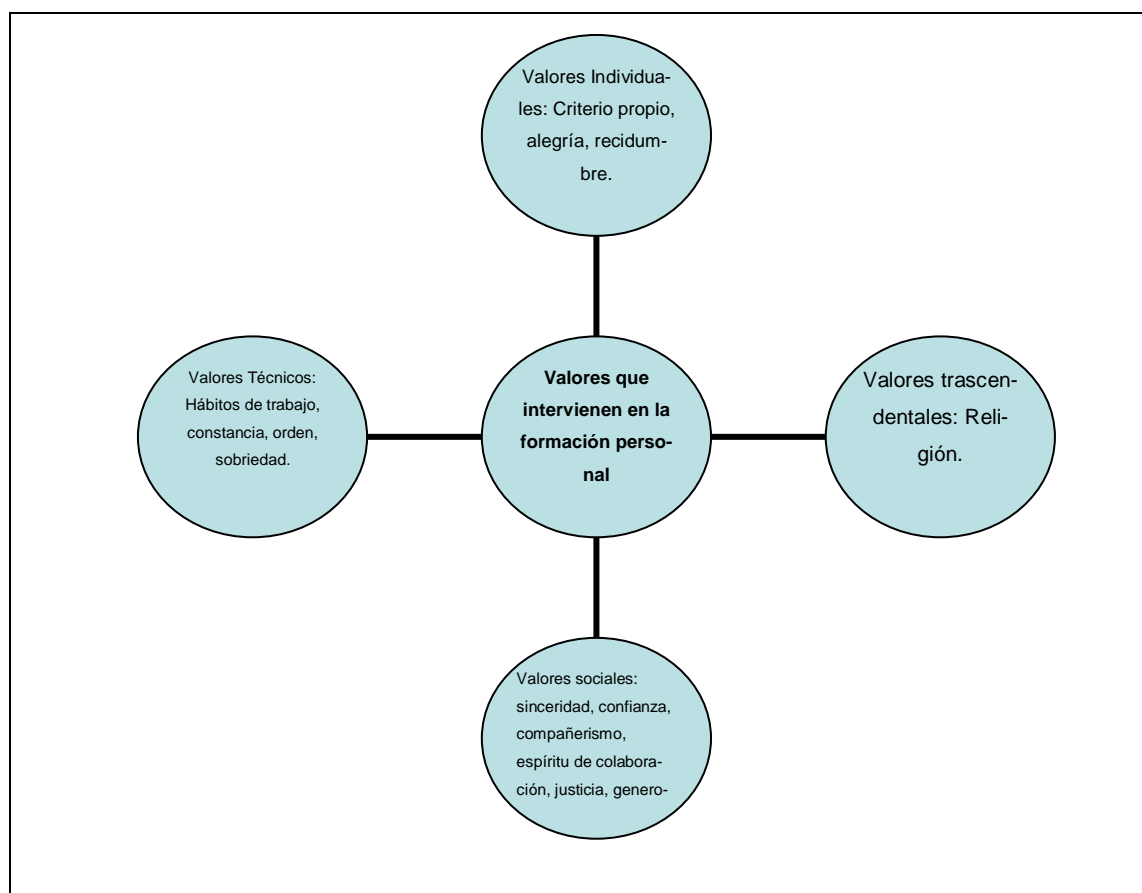 Valores Individua-
les: Criterio propio,
alegría, recidum-
bre.
Valores Técnicos:
Hábitos de trabajo,
constancia, orden,
sobriedad.
Valores que
intervienen en la
formación perso-
nal
Valores trascen-
dentales: Reli-
gión.
Valores sociales:
sinceridad, confianza,
compañerismo,
espíritu de colabora-
ción, justicia, genero-